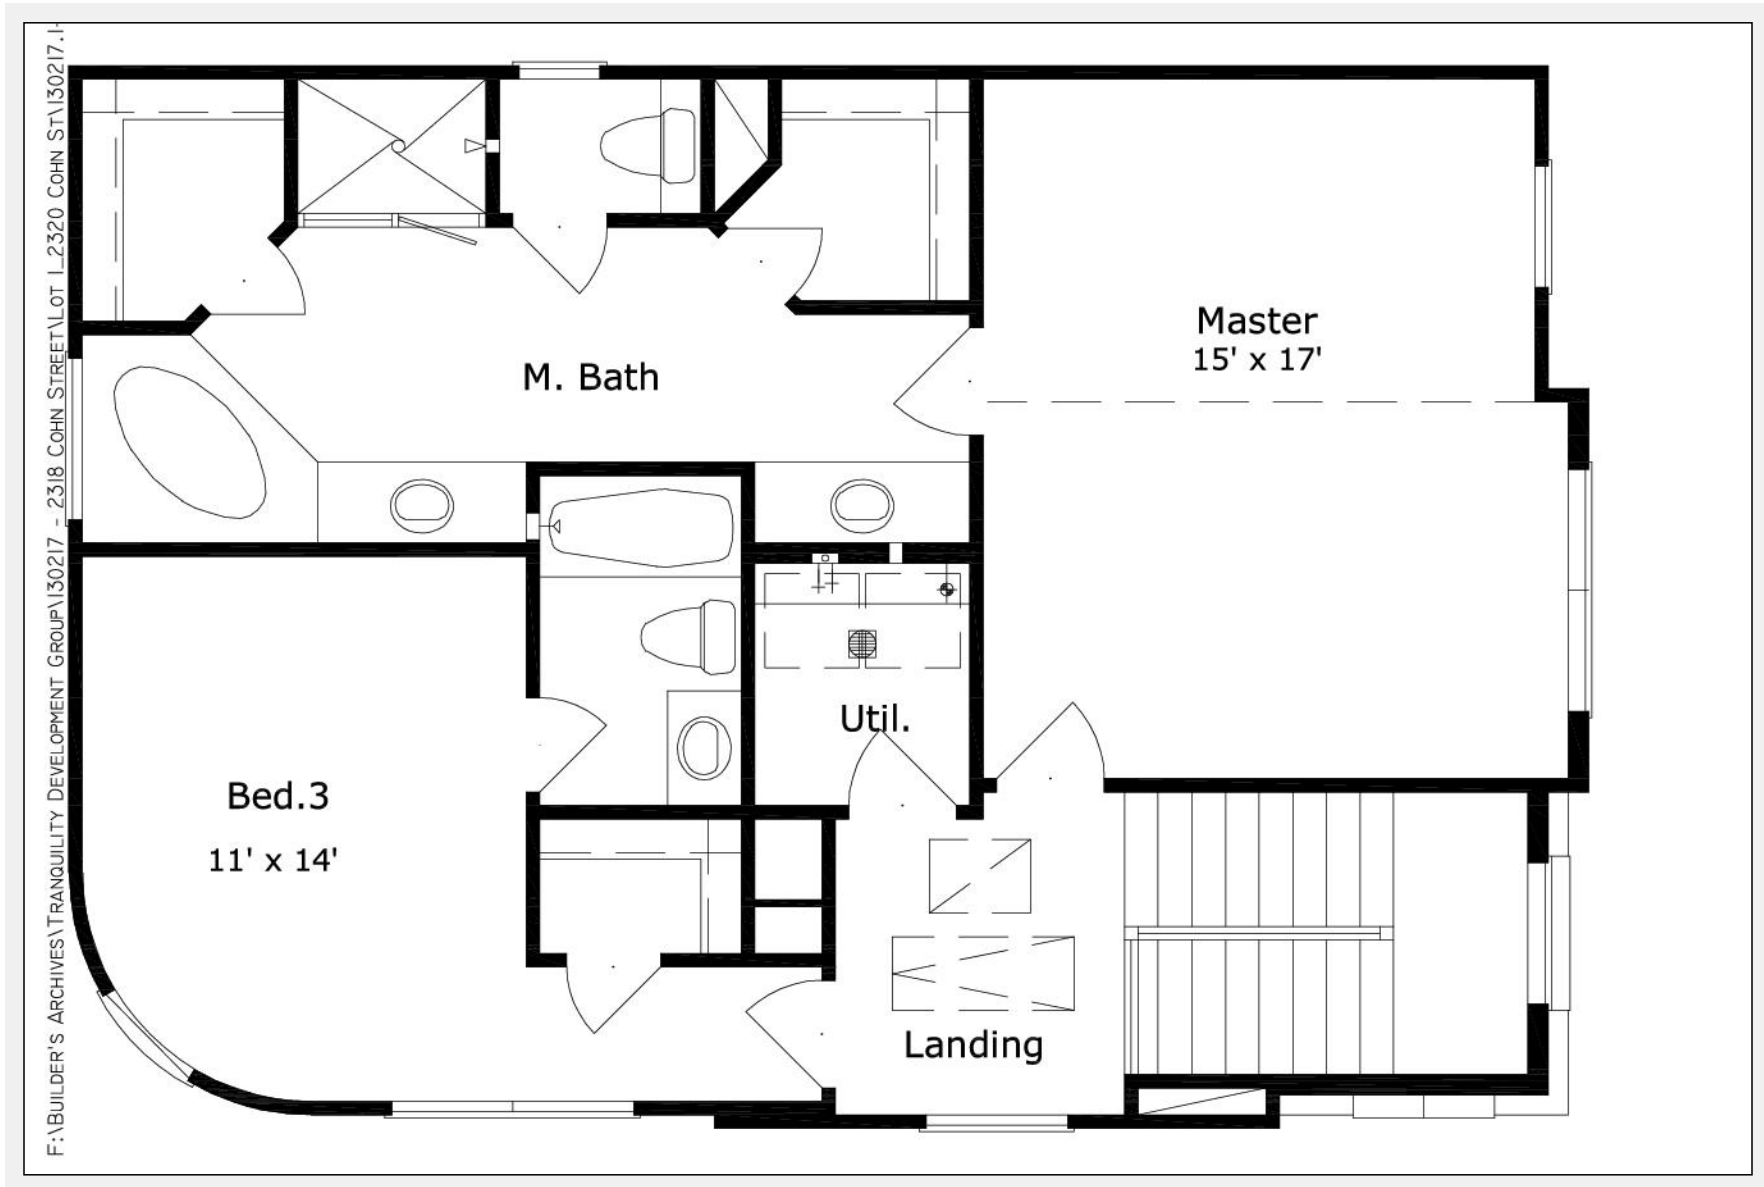 F:\BUILDER'S ARCHIVES\TRANQUILITY DEVELOPMENT GROUP\130217 - 2318 COHN STREET\LOT 1_2320 COHN ST\130217.1-
Master
15' x 17'
M. Bath
Util.
Bed.3
11' x 14'
Landing